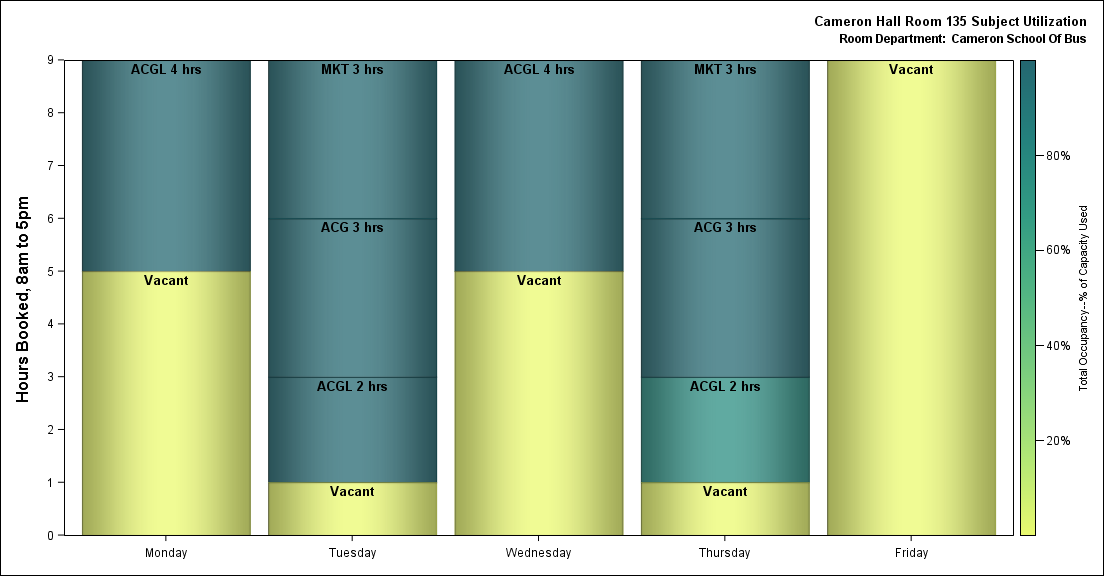 Cameron Hall Room 135 Subject Utilization
Room Department: Cameron School Of Bus
Hours Booked, 8am to 5pm
9
8
7
6
5
4
3
2
1
0
ACGL 4 hrs
Vacant
MKT 3 hrs
ACG 3 hrs
ACGL 2 hrs
Vacant
ACGL 4 hrs
Vacant
MKT 3 hrs
ACG 3 hrs
ACGL 2 hrs
Vacant
Vacant
Monday
Tuesday
Wednesday
Thursday
Friday
80%
60%
40%
20%
Total Occupancy--% of Capacity Used